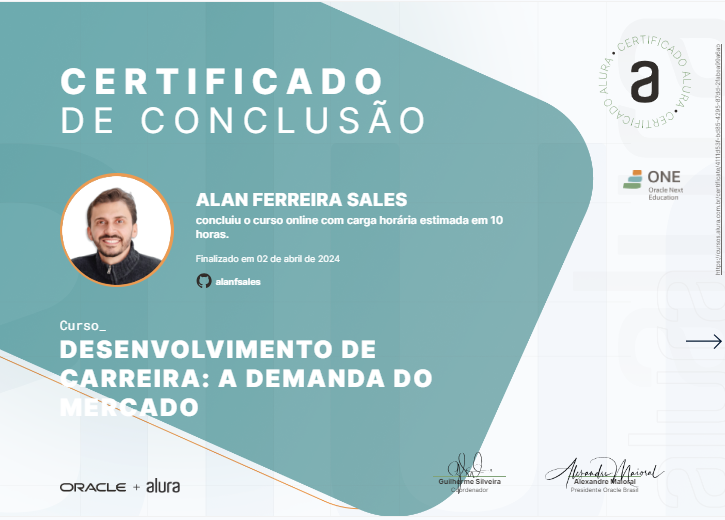 CERTIFICADO
DE CONCLUSÃO
CERTIFICADO ALURA • CERTIFICADO ALURA •
a
ONE
Oracle Next
Education
ALAN FERREIRA SALES
concluiu o curso online com carga horária estimada em 10
horas.
Finalizado em 02 de abril de 2024
alanfsales
Curso_
DESENVOLVIMENTO DE
CARREIRA: A DEMANDA DO
MERCADO
ORACLE + alura
Guilherme Silveira
Coordenador
Alexandre Maioral
Alexandre Maioral
Presidente Oracle Brasil